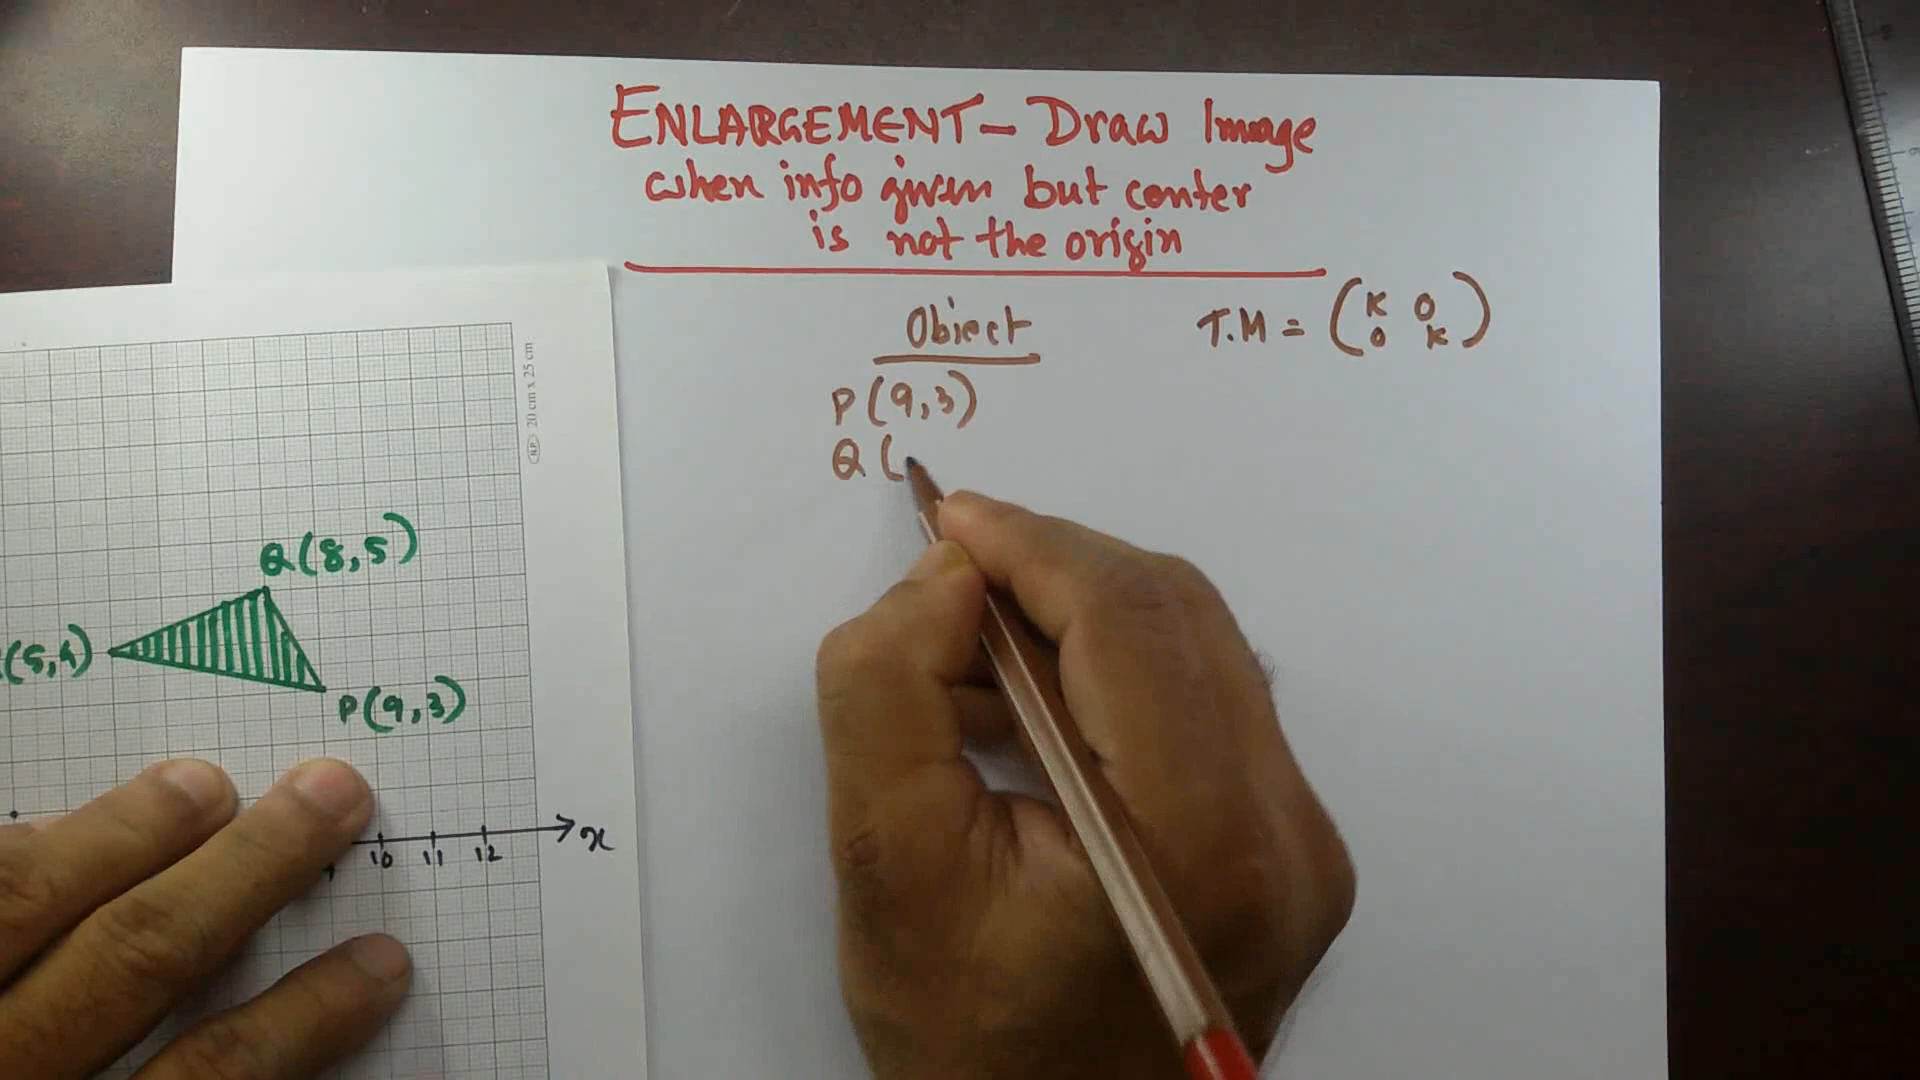 ENLARGEMENT - Draw Image
when info given but center
is not the origin
Object
T.M = (K 0
0 K)
P(9,3)
Q (
20 cm x 25 cm
Q(8,5)
(5,4)
P(9,3)
10 11 12 x